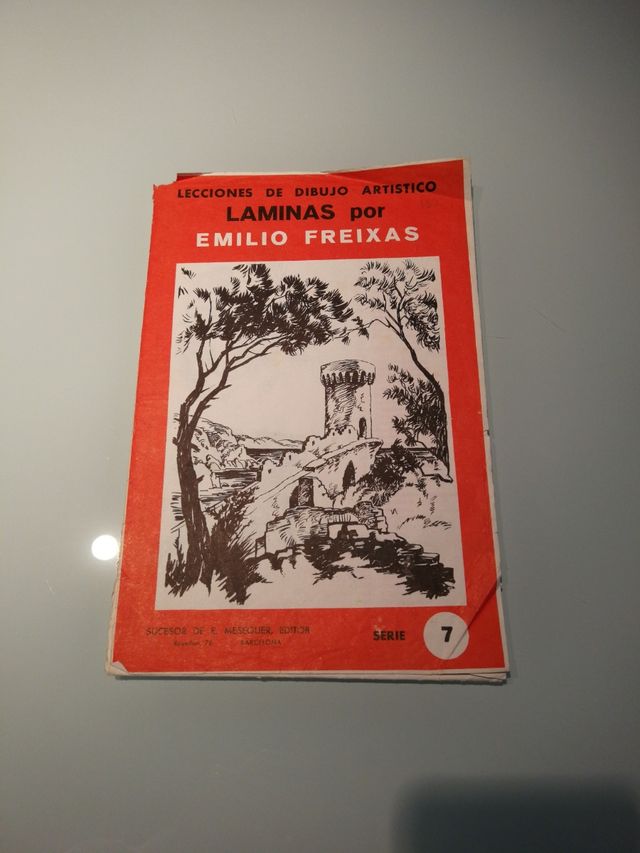 LECCIONES DE DIBUJO ARTISTICO
LAMINAS por
EMILIO FREIXAS
SUCESOR DE E. MESEGUER, EDITOR
BARCELONA
SERIE 7